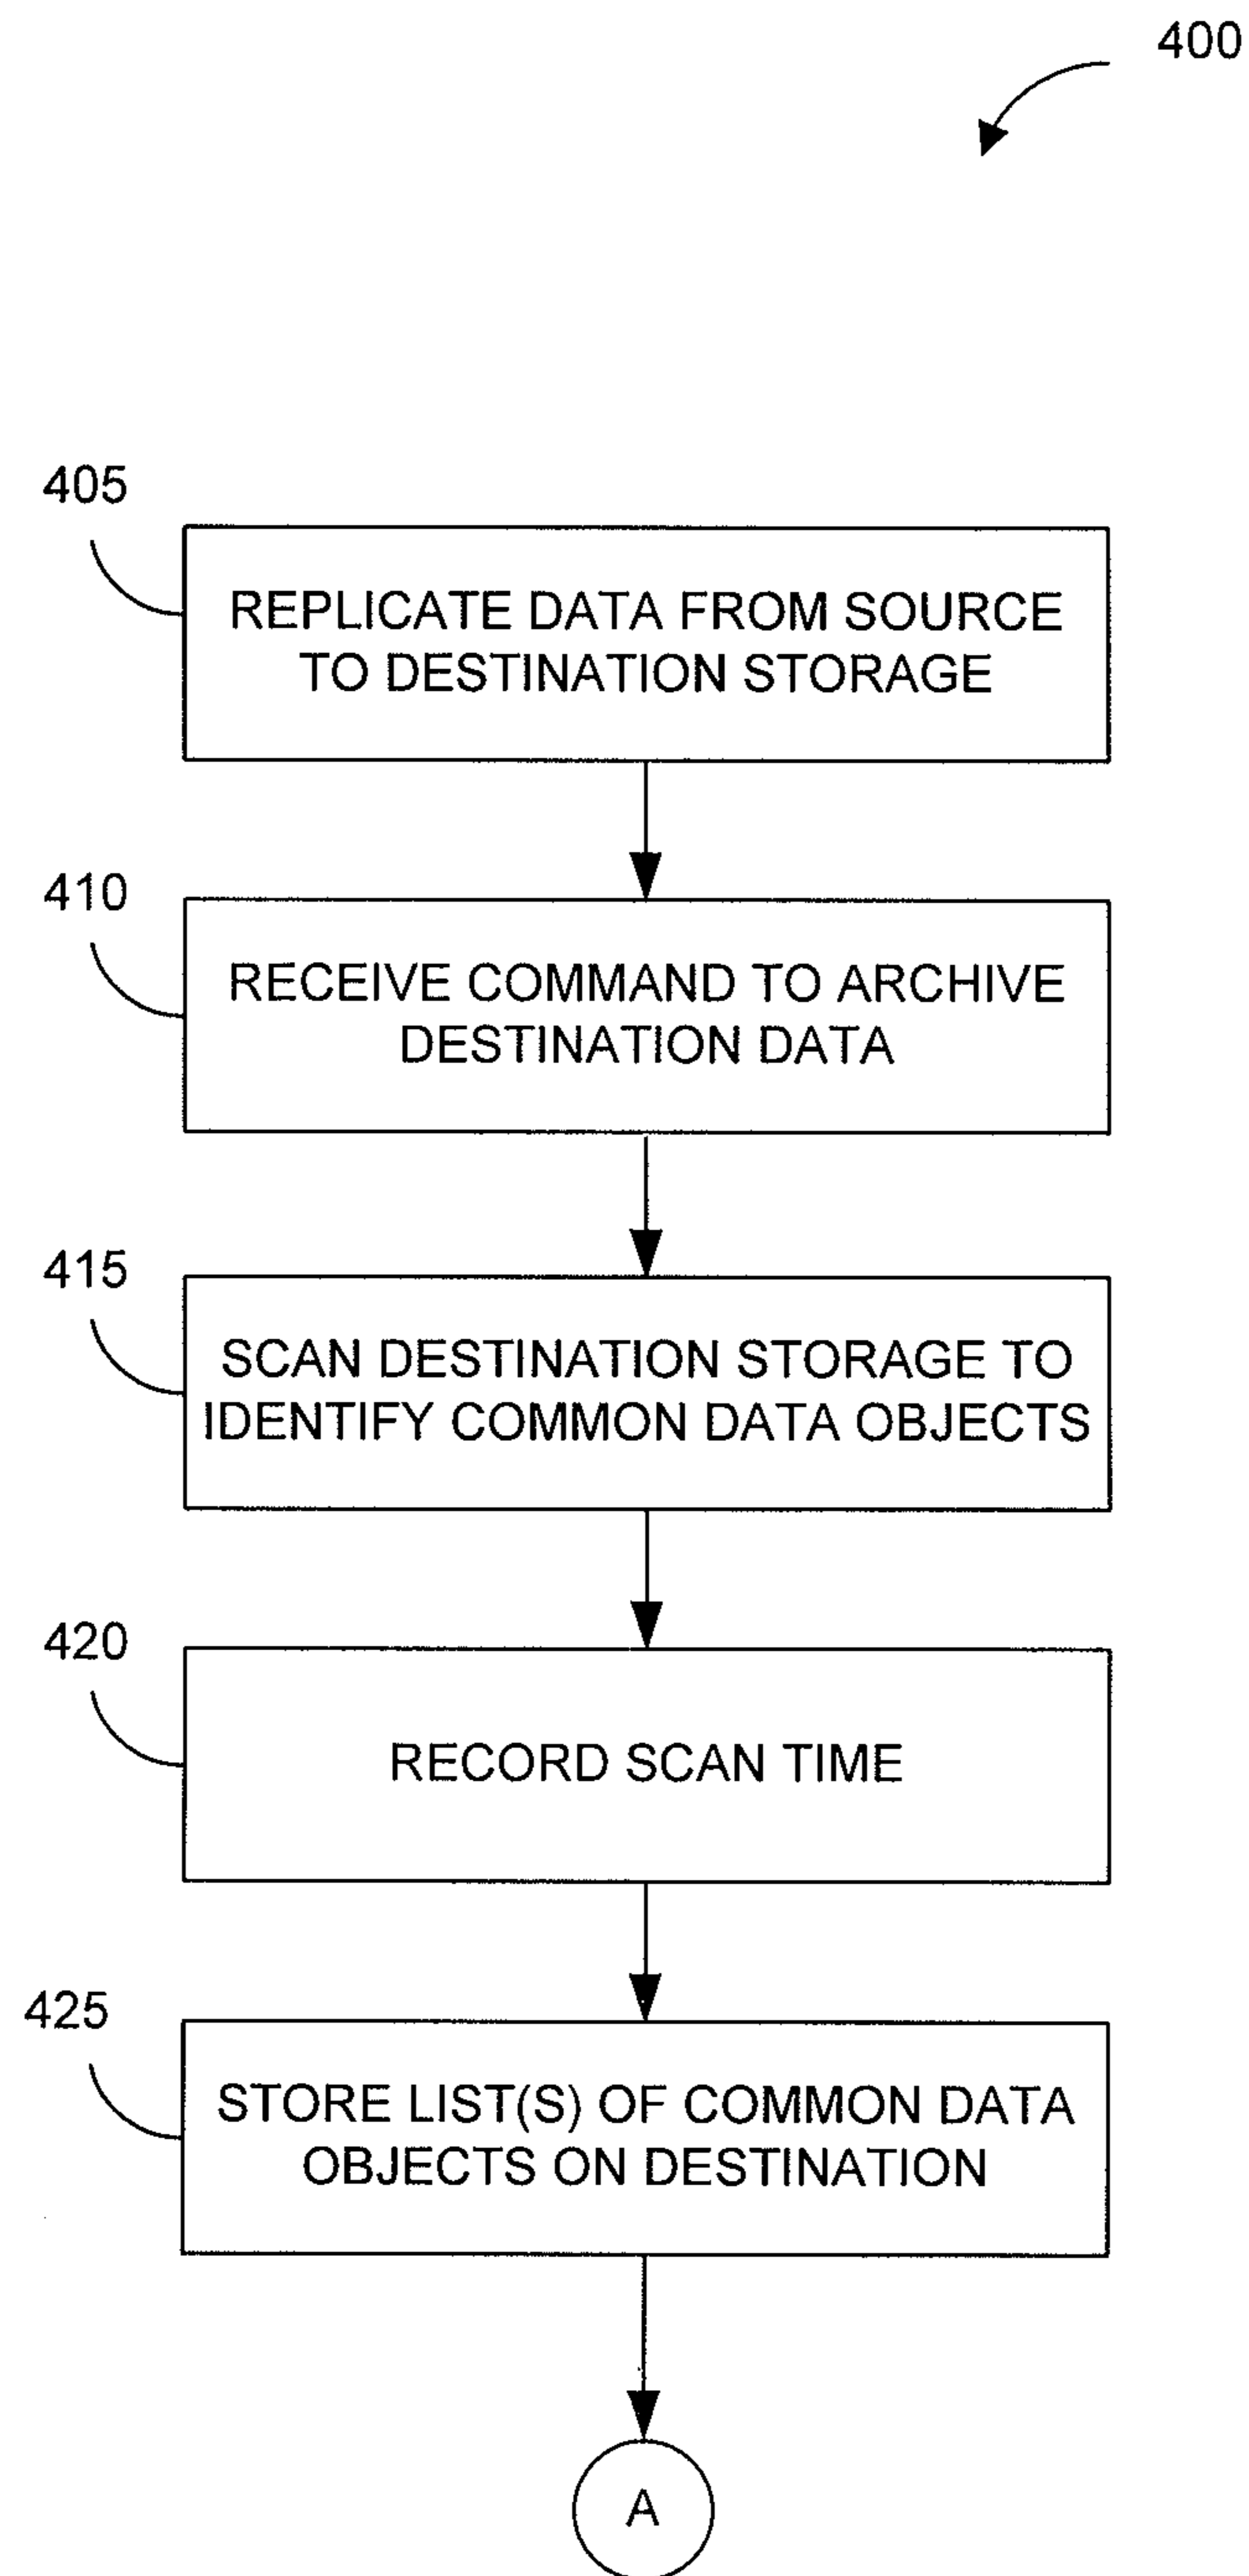 400
405
REPLICATE DATA FROM SOURCE
TO DESTINATION STORAGE
410
RECEIVE COMMAND TO ARCHIVE
DESTINATION DATA
415
SCAN DESTINATION STORAGE TO
IDENTIFY COMMON DATA OBJECTS
420
RECORD SCAN TIME
425
STORE LIST(S) OF COMMON DATA
OBJECTS ON DESTINATION
A